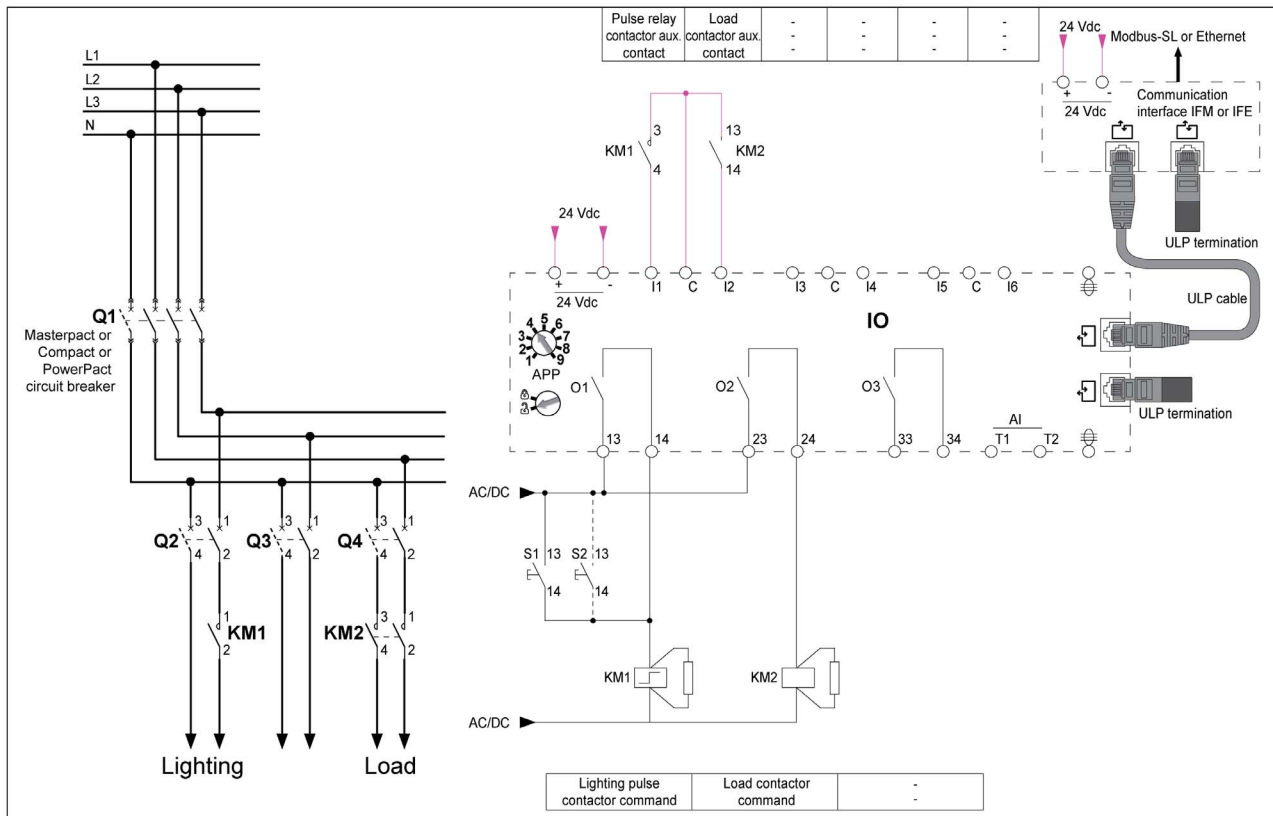 Pulse relay
contactor aux.
contact
Load
contactor aux.
contact
-
-
-
-
-
-
-
-
-
-
-
-
24 Vdc
Modbus-SL or Ethernet
+
-
24 Vdc
Communication
interface IFM or IFE
ULP termination
ULP cable
L1
L2
L3
N
Q1
Masterpact or
Compact or
PowerPact
circuit breaker
3
KM1
4
13
KM2
14
24 Vdc
+
-
24 Vdc
I1
C
I2
I3
C
I4
I5
C
I6
IO
1
2
3
4
5
6
7
8
9
APP
O1
O2
O3
13
14
23
24
33
34
AI
T1
T2
ULP termination
AC/DC
S1
13
14
S2
13
14
KM1
KM2
AC/DC
Q2
3
4
1
2
Q3
3
4
1
2
Q4
3
4
1
2
1
KM1
2
KM2
3
4
1
2
Lighting
Load
Lighting pulse
contactor command
Load contactor
command
-
-